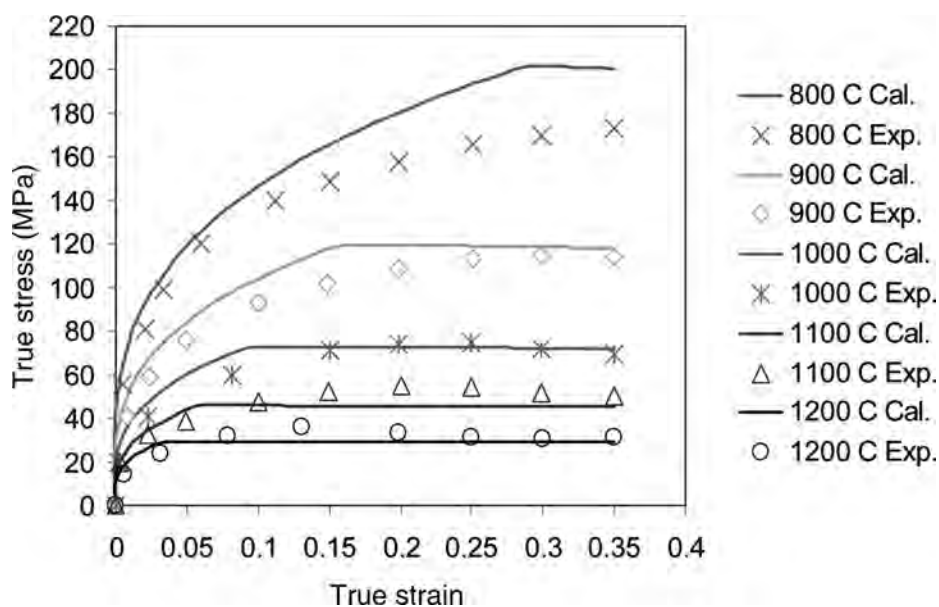 220
200
180
160
140
120
100
80
60
40
20
0
True stress (MPa)
0 0.05 0.1 0.15 0.2 0.25 0.3 0.35 0.4
True strain
800 C Cal.
800 C Exp.
900 C Cal.
900 C Exp.
1000 C Cal.
1000 C Exp.
1100 C Cal.
1100 C Exp.
1200 C Cal.
1200 C Exp.